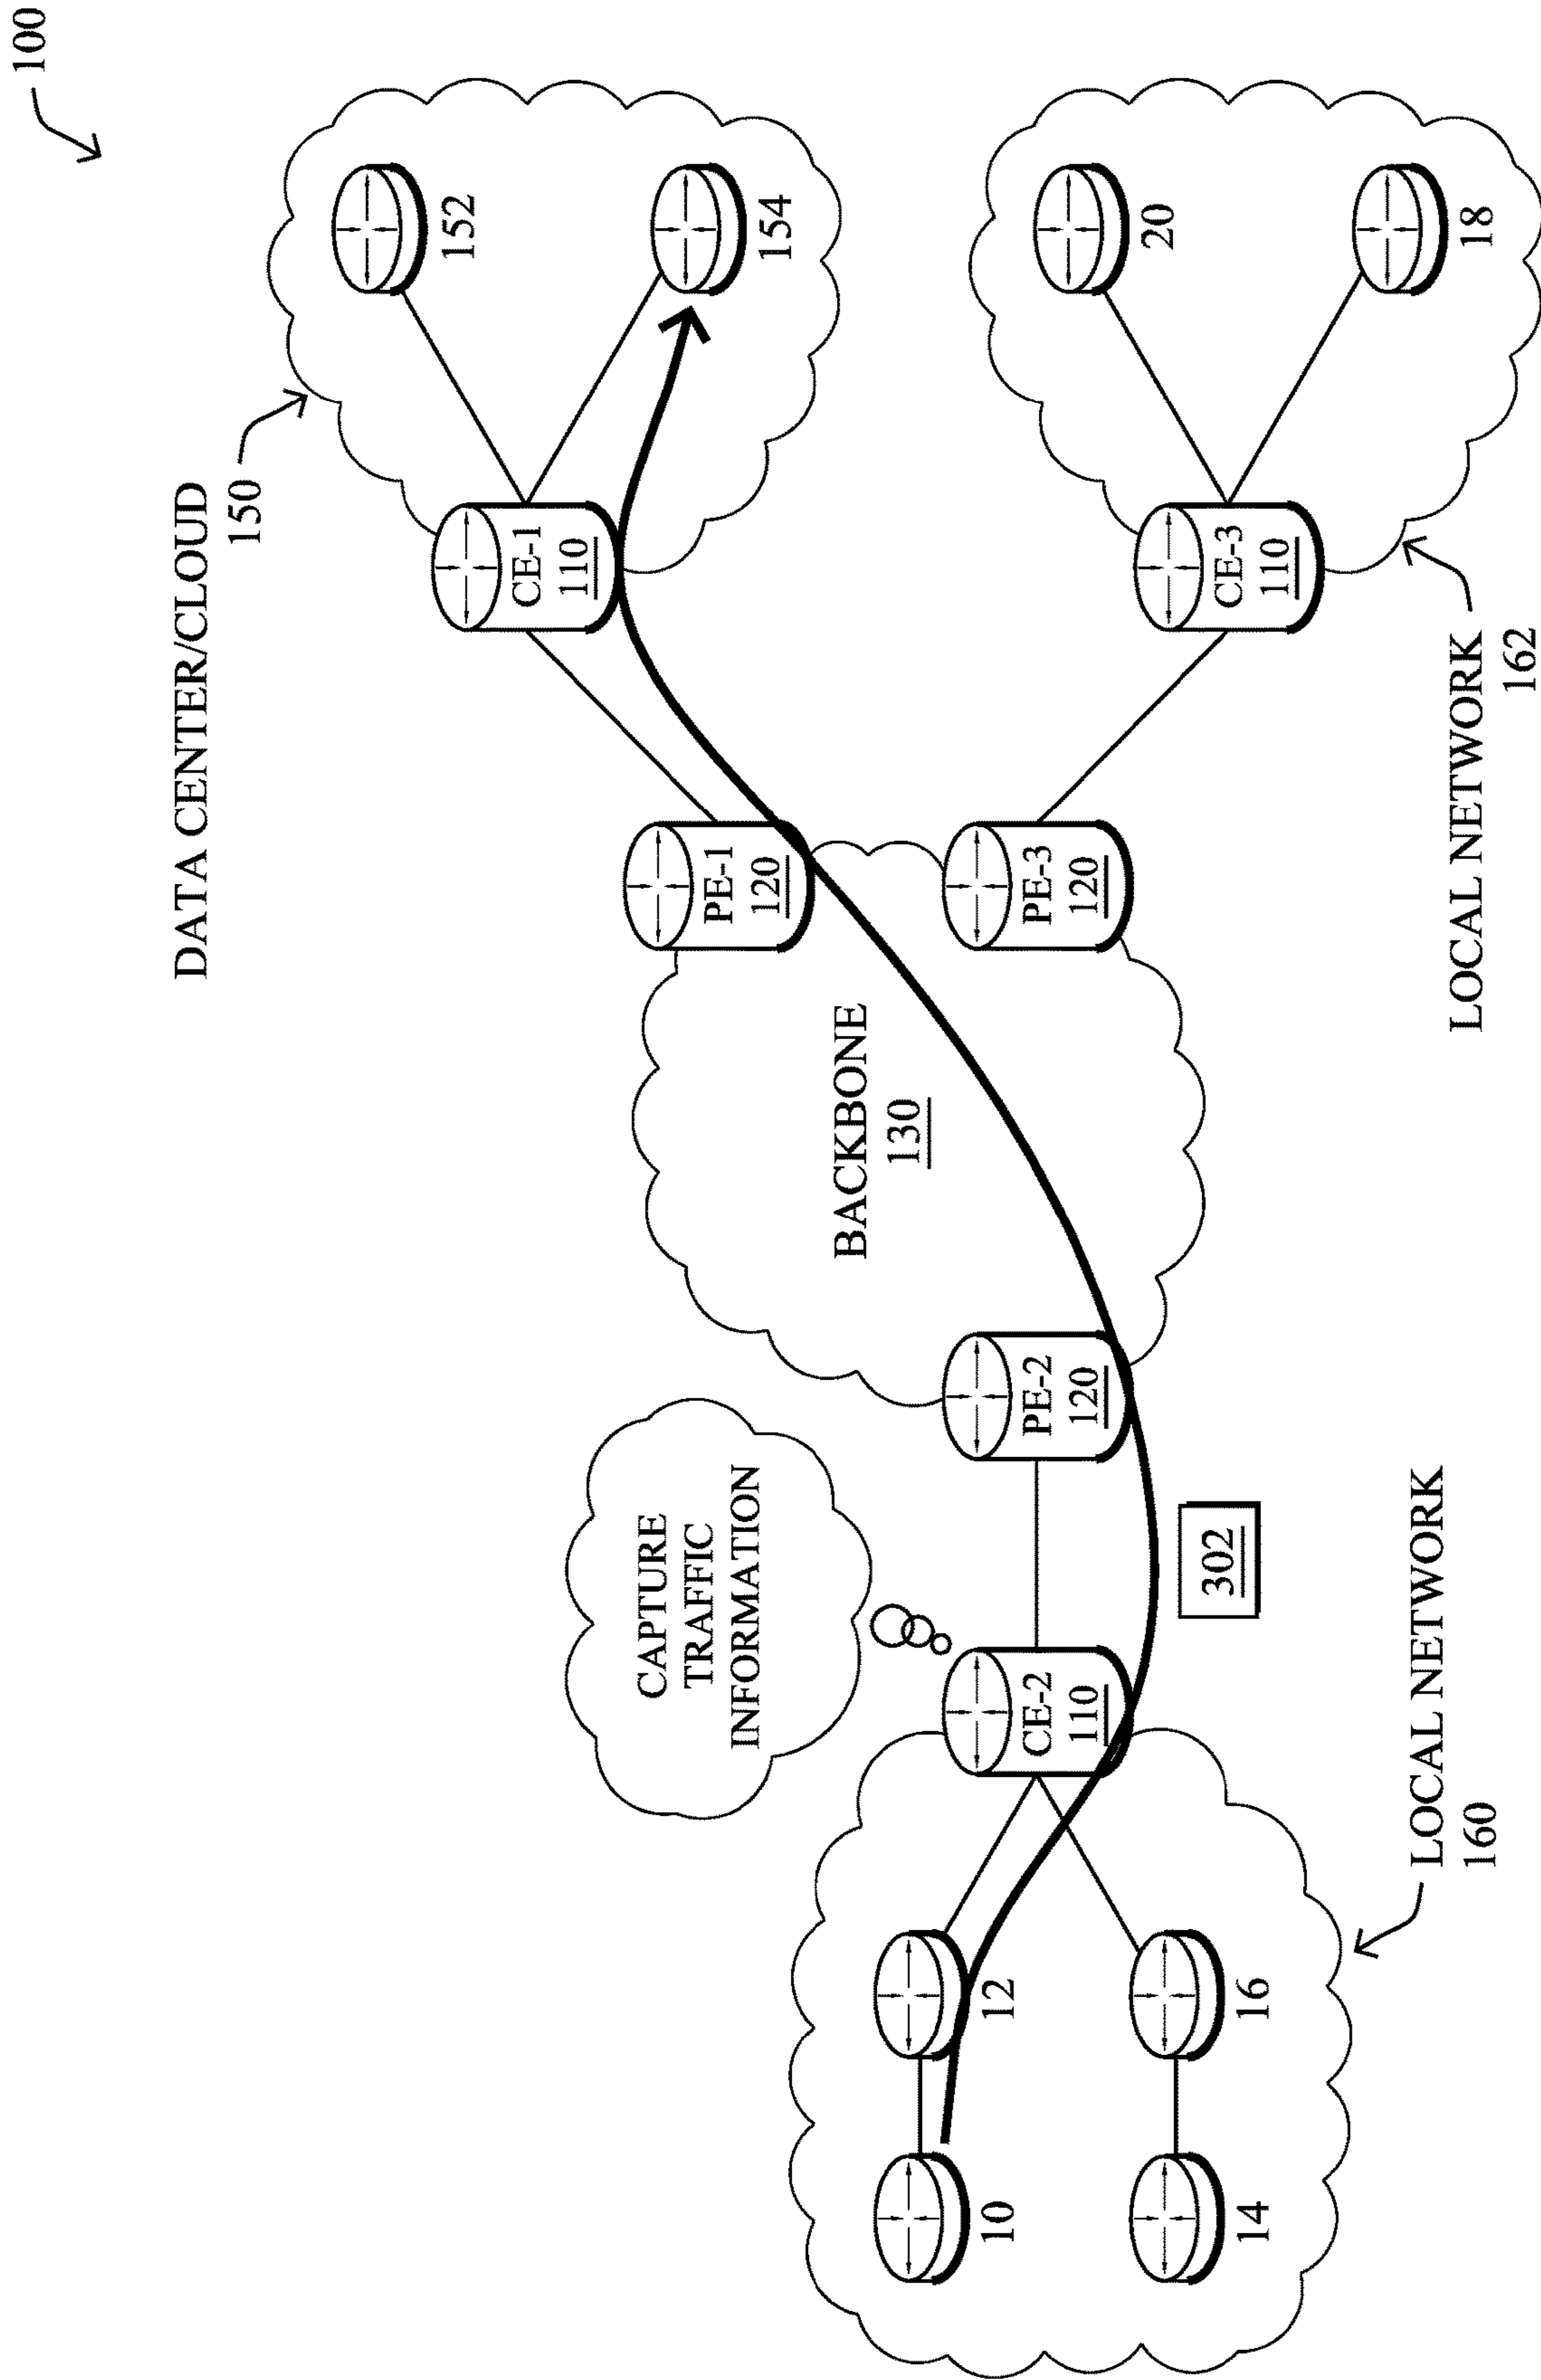 100
DATA CENTER/CLOUD
150
152
154
CE-1
110
PE-1
120
BACKBONE
130
PE-3
120
CE-3
110
20
18
LOCAL NETWORK
162
CAPTURE
TRAFFIC
INFORMATION
PE-2
120
302
CE-2
110
10
12
14
16
LOCAL NETWORK
160